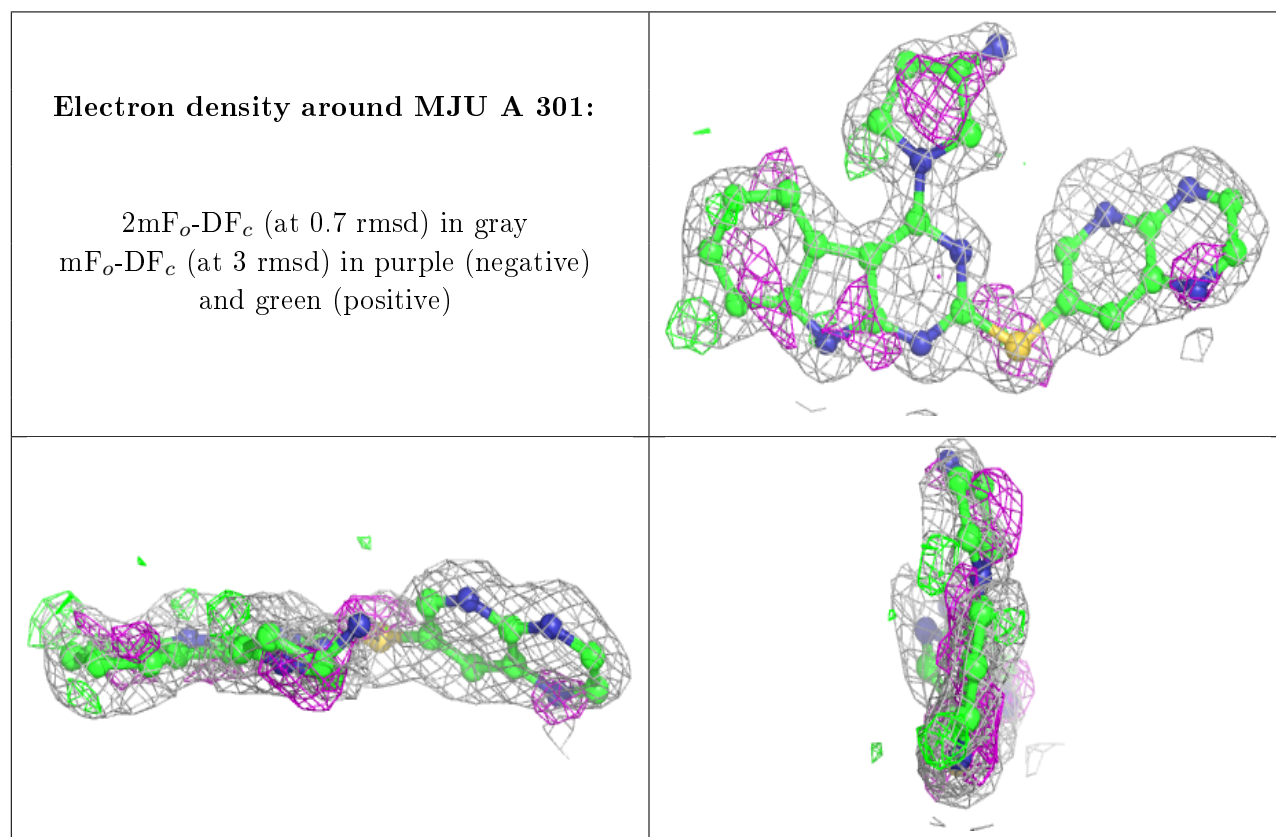 Electron density around MJU A 301:
2mFₒ-DF𝒸 (at 0.7 rmsd) in gray
mFₒ-DF𝒸 (at 3 rmsd) in purple (negative)
and green (positive)